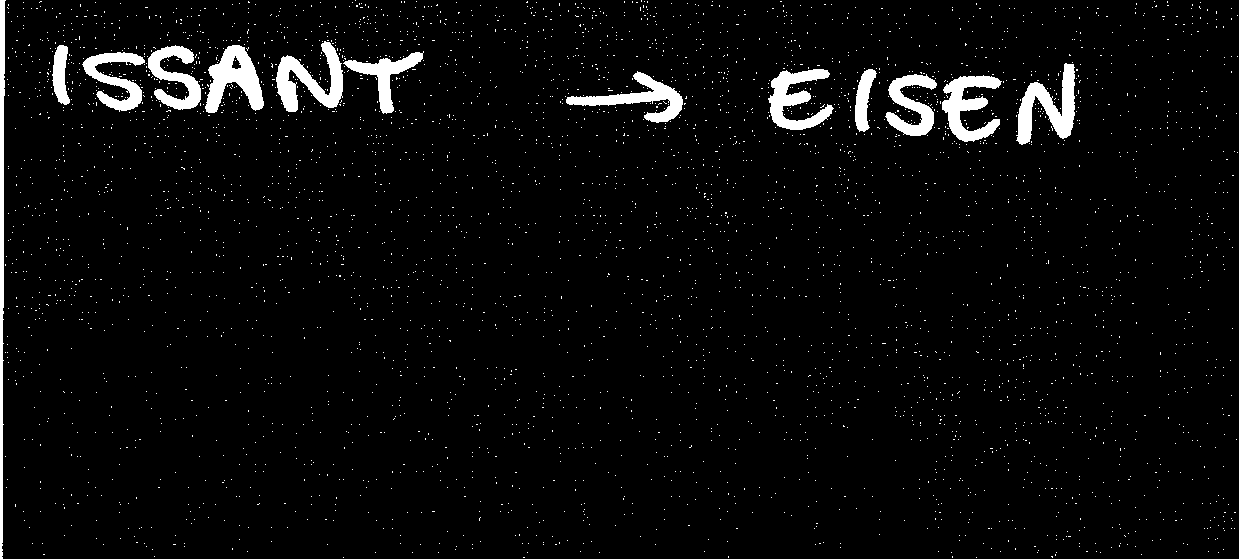 ISSANT → EISEN